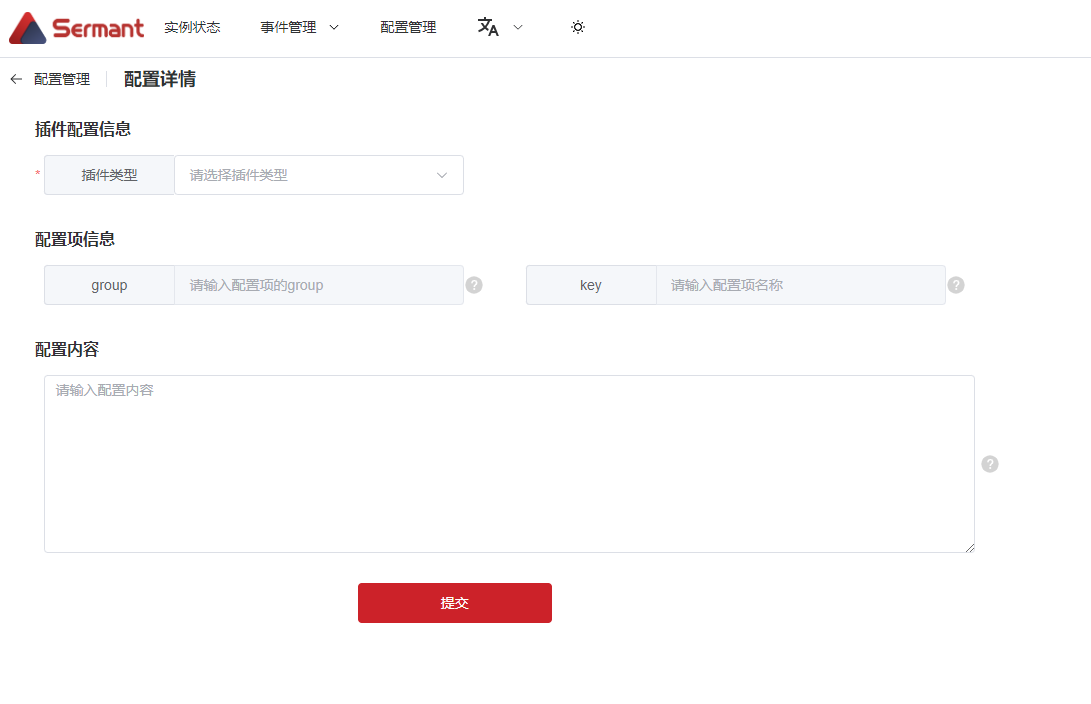 Sermant 实例状态 事件管理 配置管理
配置管理 配置详情
插件配置信息
* 插件类型 请选择插件类型
配置项信息
group 请输入配置项的group ? key 请输入配置项名称 ?
配置内容
请输入配置内容
?
提交